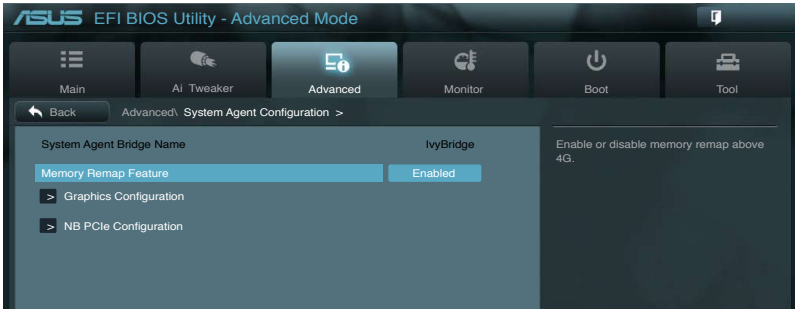 ASUS EFI BIOS Utility - Advanced Mode
Main Ai Tweaker Advanced Monitor Boot Tool
Back Advanced\ System Agent Configuration >
System Agent Bridge Name IvyBridge
Memory Remap Feature Enabled
> Graphics Configuration
> NB PCIe Configuration
Enable or disable memory remap above
4G.